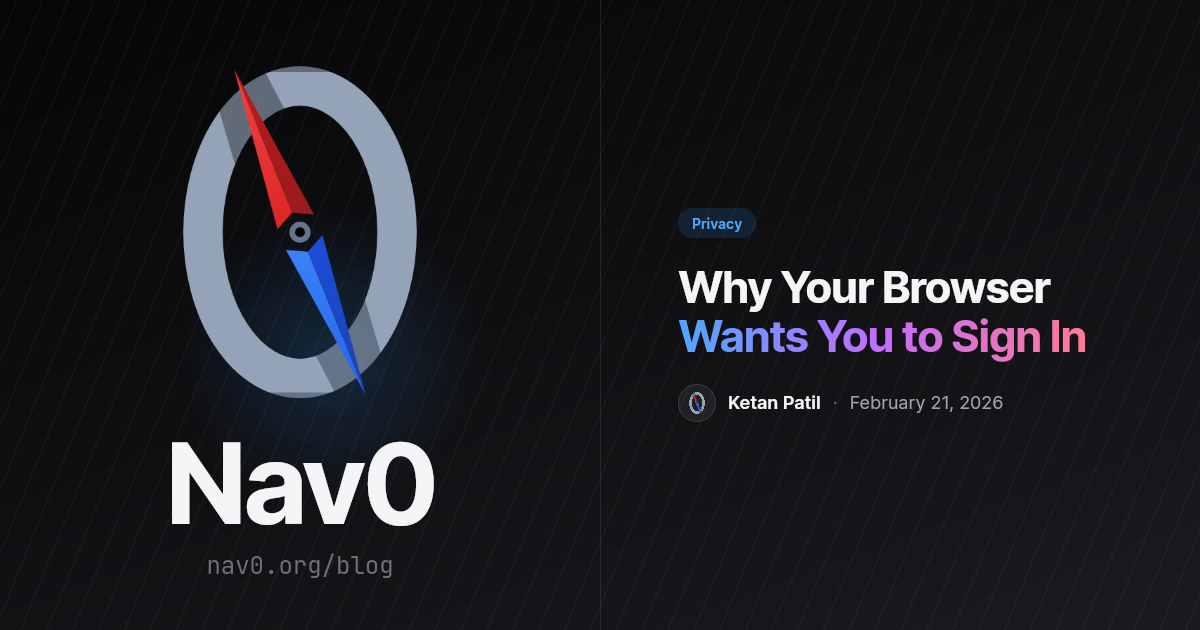 Nav0
nav0.org/blog
Privacy
Why Your Browser
Wants You to Sign In
Ketan Patil · February 21, 2026